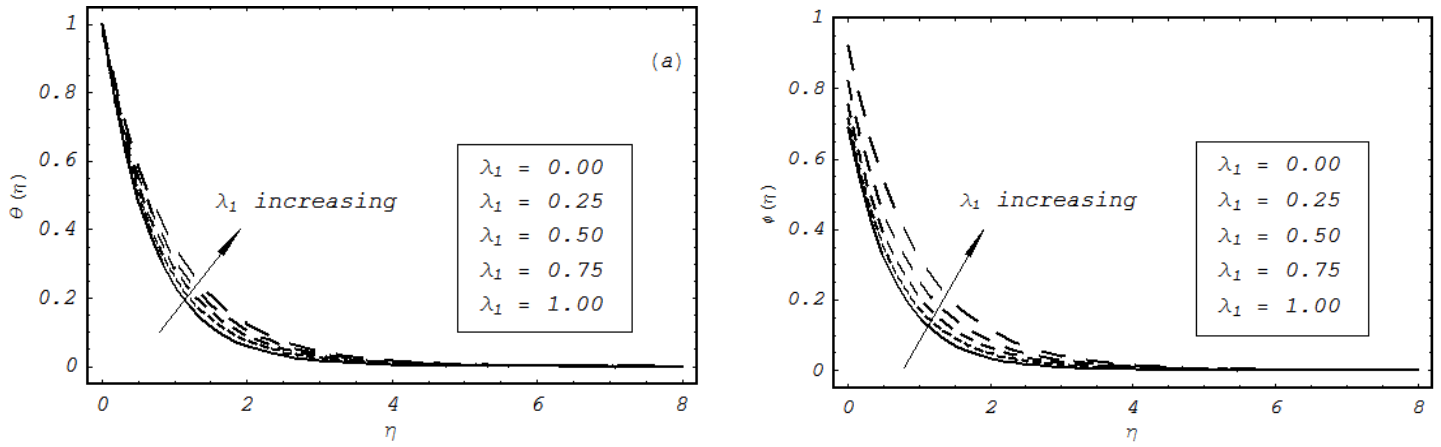 1
0.8
0.6
0.4
0.2
0
θ (η)
(a)
λ1 increasing
λ1 = 0.00
λ1 = 0.25
λ1 = 0.50
λ1 = 0.75
λ1 = 1.00
0 2 4 6 8
η
1
0.8
0.6
0.4
0.2
0
ϕ (η)
λ1 increasing
λ1 = 0.00
λ1 = 0.25
λ1 = 0.50
λ1 = 0.75
λ1 = 1.00
0 2 4 6 8
η